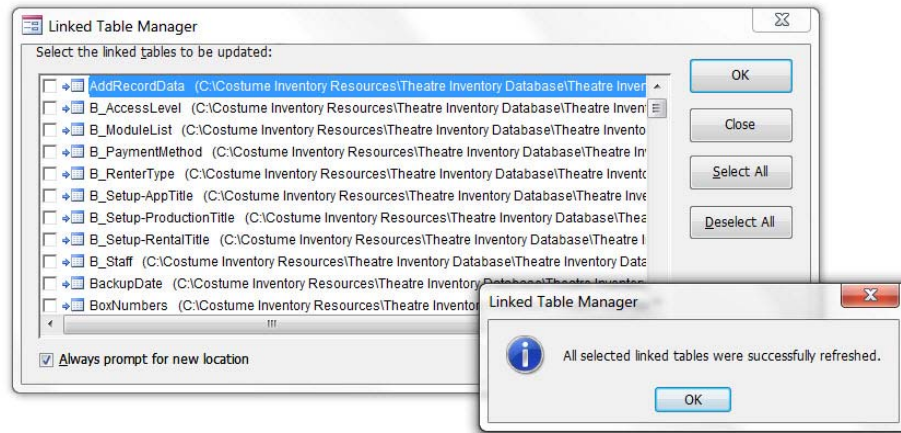 Linked Table Manager
Select the linked tables to be updated:
AddRecordData (C:\Costume Inventory Resources\Theatre Inventory Database\Theatre Inver
B_AccessLevel (C:\Costume Inventory Resources\Theatre Inventory Database\Theatre Invent
B_ModuleList (C:\Costume Inventory Resources\Theatre Inventory Database\Theatre Invento
B_PaymentMethod (C:\Costume Inventory Resources\Theatre Inventory Database\Theatre In
B_RenterType (C:\Costume Inventory Resources\Theatre Inventory Database\Theatre Invento
B_Setup-AppTitle (C:\Costume Inventory Resources\Theatre Inventory Database\Theatre Inve
B_Setup-ProductionTitle (C:\Costume Inventory Resources\Theatre Inventory Database\Thea
B_Setup-RentalTitle (C:\Costume Inventory Resources\Theatre Inventory Database\Theatre I
B_Staff (C:\Costume Inventory Resources\Theatre Inventory Database\Theatre Inventory Data
BackupDate (C:\Costume Inventory Resources\Theatre Inventory Database\Theatre Inventory
BoxNumbers (C:\Costume Inventory Resources\Theatre Inventor
Always prompt for new location
OK
Close
Select All
Deselect All
Linked Table Manager
All selected linked tables were successfully refreshed.
OK